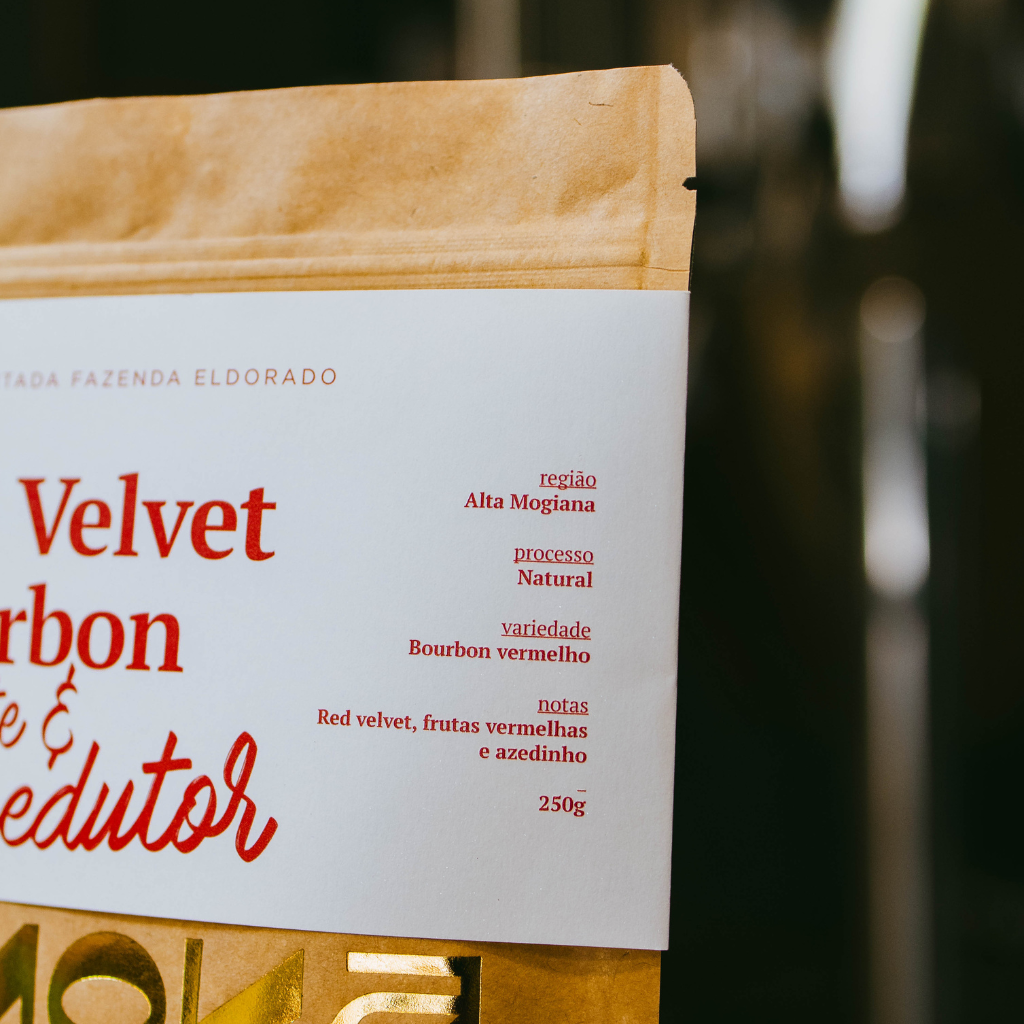 TADA FAZENDA ELDORADO
Velvet
rbon
e &
edutor
região
Alta Mogiana
processo
Natural
variedade
Bourbon vermelho
notas
Red velvet, frutas vermelhas
e azedinho
250g